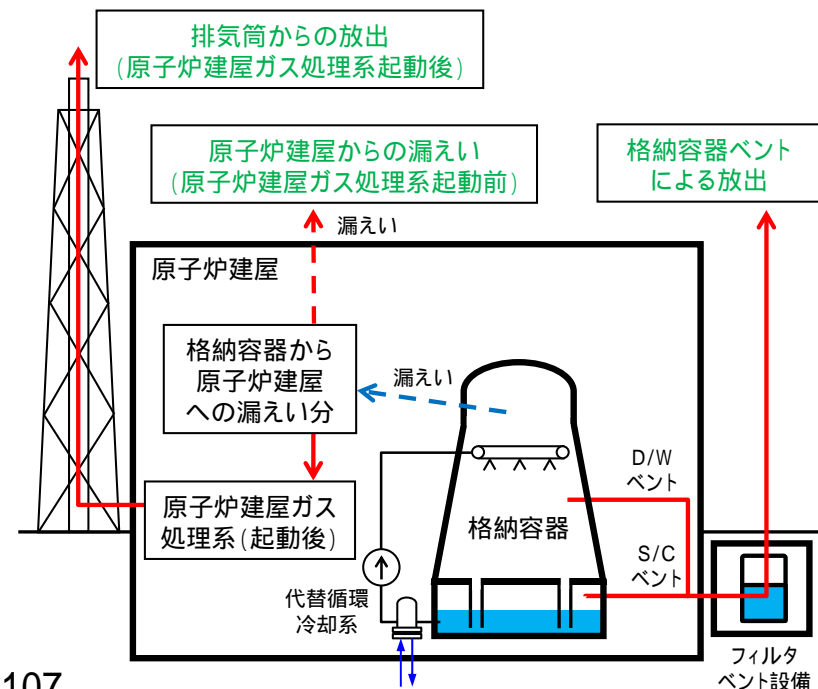 排気筒からの放出
(原子炉建屋ガス処理系起動後)
原子炉建屋からの漏えい
(原子炉建屋ガス処理系起動前)
格納容器ベント
による放出
漏えい
原子炉建屋
格納容器から
原子炉建屋
への漏えい分
漏えい
D/W
ベント
原子炉建屋ガス
処理系(起動後)
格納容器
S/C
ベント
代替循環
冷却系
フィルタ
ベント設備
107